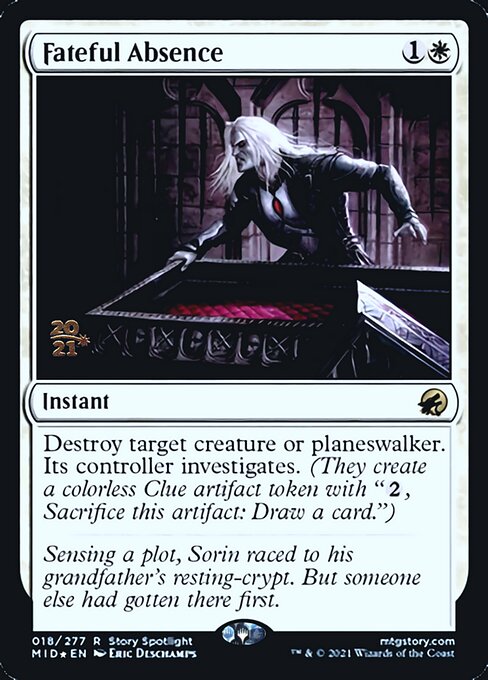 Fateful Absence 1
20
21
Instant
Destroy target creature or planeswalker.
Its controller investigates. (They create
a colorless Clue artifact token with “2,
Sacrifice this artifact: Draw a card.”)
Sensing a plot, Sorin raced to his
grandfather’s resting-crypt. But someone
else had gotten there first.
018/277 R Story Spotlight mtgstory.com
MID★EN Eric Deschamps ™ & © 2021 Wizards of the Coast